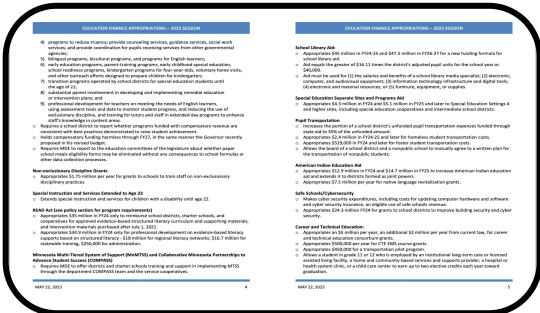 EDUCATION FINANCE APPROPRIATIONS – 2023 SESSION
4) programs to reduce truancy; provide counseling services, guidance services, social work
services; and provide coordination for pupils receiving services from other governmental
agencies;
5) bilingual programs, bicultural programs, and programs for English learners;
6) early education programs, parent-training programs, early childhood special education,
school readiness programs, kindergarten programs for four-year-olds, voluntary home visits,
and other outreach efforts designed to prepare children for kindergarten;
7) transition programs operated by school districts for special education students until
the age of 22;
8) substantial parent involvement in developing and implementing remedial education
or intervention plans; and
9) professional development for teachers on meeting the needs of English learners,
using assessment tools and data to monitor student progress, and reducing the use of
exclusionary discipline, and training for tutors and staff in extended day programs to enhance
staff's knowledge in content areas.
o Requires a school district to report whether programs funded with compensatory revenue are
consistent with best practices demonstrated to raise student achievement.
o Holds compensatory funding harmless through FY27, in the same manner the Governor recently
proposed in his revised budget.
o Requires MDE to report to the education committees of the legislature about whether paper
school meals eligibility forms may be eliminated without any consequences to school formulas or
other data collection processes.
Non-exclusionary Discipline Grants
o Appropriates $1.75 million per year for grants to schools to train staff on non-exclusionary
disciplinary practices.
Special Instruction and Services Extended to Age 22
o Extends special instruction and services for children with a disability until age 22.
READ Act (see policy section for program requirements)
o Appropriates $35 million in FY24 only to reimburse school districts, charter schools, and
cooperatives for approved evidence-based structured literacy curriculum and supporting materials,
and intervention materials purchased after July 1, 2021.
o Appropriates $34.9 million in FY24 only for professional development on evidence-based literacy
supports based on structured literacy - $18 million for regional literacy networks; $16.7 million for
statewide training, $250,000 for administration.
Minnesota Multi-Tiered System of Support (MnMTSS) and Collaborative Minnesota Partnerships to
Advance Student Success (COMPASS)
o Requires MDE to offer districts and charter schools training and support in implementing MTSS
through the department COMPASS team and the service cooperatives.
MAY 22, 2023 4
EDUCATION FINANCE APPROPRIATIONS – 2023 SESSION
School Library Aid:
o Appropriates $45 million in FY24-25 and $47.5 million in FY26-27 for a new funding formula for
school library aid.
o Aid equals the greater of $16.11 times the district's adjusted pupil units for the school year or
$40,000.
o Aid must be used for (1) the salaries and benefits of a school library media specialist; (2) electronic,
computer, and audiovisual equipment; (3) information technology infrastructure and digital tools;
(4) electronic and material resources; or (5) furniture, equipment, or supplies.
Special Education Separate Sites and Programs Aid
o Appropriates $4.9 million in FY24 and $5.1 million in FY25 and later to Special Education Settings 4
and higher sites, including special education cooperatives and intermediate school districts.
Pupil Transportation
o Increases the portion of a school district's unfunded pupil transportation expenses funded through
state aid to 35% of the unfunded amount.
o Appropriates $2.4 million in FY24-25 and later for homeless student transportation costs.
o Appropriates $519,000 in FY24 and later for foster student transportation costs.
o Allows the board of a school district and a nonpublic school to mutually agree to a written plan for
the transportation of nonpublic students.
American Indian Education Aid
o Appropriates $12.9 million in FY24 and $14.7 million in FY25 to increase American Indian education
aid and extends it to districts formed as joint powers.
o Appropriates $7.5 million per year for native language revitalization grants.
Safe Schools/Cybersecurity
o Makes cyber security expenditures, including costs for updating computer hardware and software
and cyber security insurance, an eligible use of safe schools revenue.
o Appropriates $24.3 million FY24 for grants to school districts to improve building security and cyber
security.
Career and Technical Education:
o Appropriates an $5 million per year, an additional $2 million per year from current law, for career
and technical education consortium grants.
o Appropriates $500,000 per year for CTE-EMS course grants.
o Appropriates $450,000 for a transportation pilot program.
o Allows a student in grade 11 or 12 who is employed by an institutional long-term care or licensed
assisted living facility, a home and community-based services and supports provider, a hospital or
health system clinic, or a child care center to earn up to two elective credits each year toward
graduation.
MAY 22, 2023 5